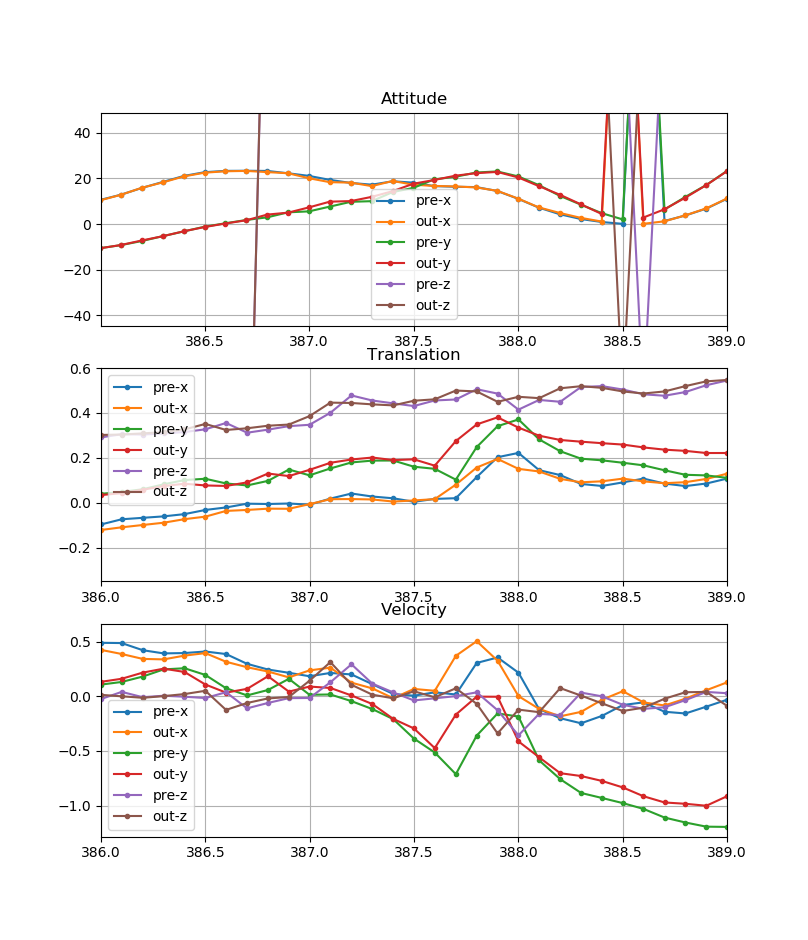 Attitude
40
20
0
−20
−40
pre-x
out-x
pre-y
out-y
pre-z
out-z
386.5 387.0 387.5 388.0 388.5 389.0
Translation
0.6
0.4
0.2
0.0
−0.2
pre-x
out-x
pre-y
out-y
pre-z
out-z
386.0 386.5 387.0 387.5 388.0 388.5 389.0
Velocity
0.5
0.0
−0.5
−1.0
pre-x
out-x
pre-y
out-y
pre-z
out-z
386.0 386.5 387.0 387.5 388.0 388.5 389.0